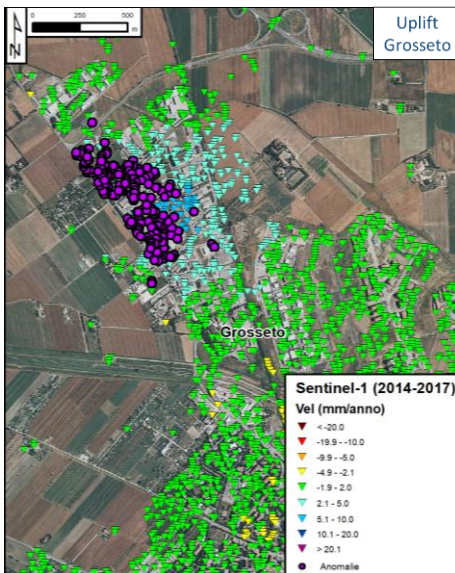 0 250 500
m
N
Uplift
Grosseto
Grosseto
Sentinel-1 (2014-2017)
Vel (mm/anno)
< -20.0
-19.9 - -10.0
-9.9 - -5.0
-4.9 - -2.1
-1.9 - 2.0
2.1 - 5.0
5.1 - 10.0
10.1 - 20.0
> 20.1
Anomalie